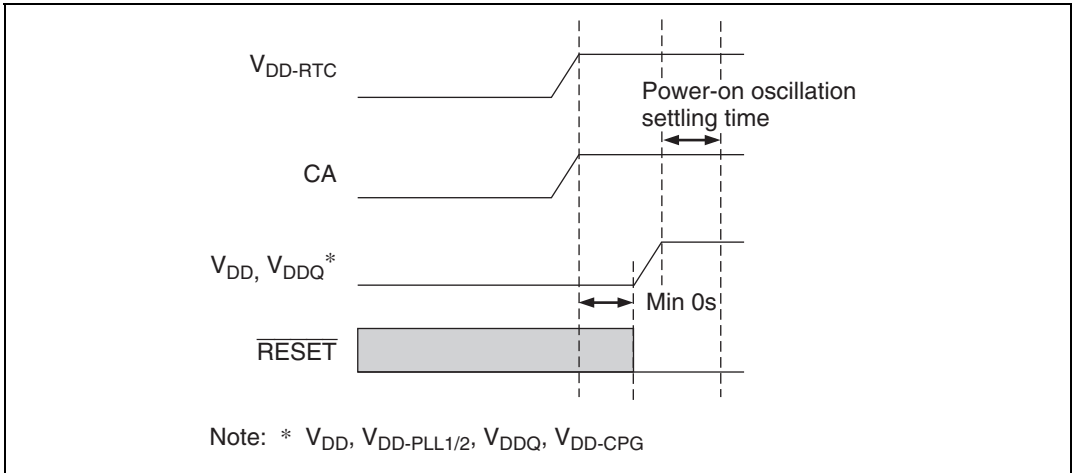 VDD-RTC
Power-on oscillation
settling time
CA
VDD, VDDQ*
Min 0s
RESET
Note: * VDD, VDD-PLL1/2, VDDQ, VDD-CPG